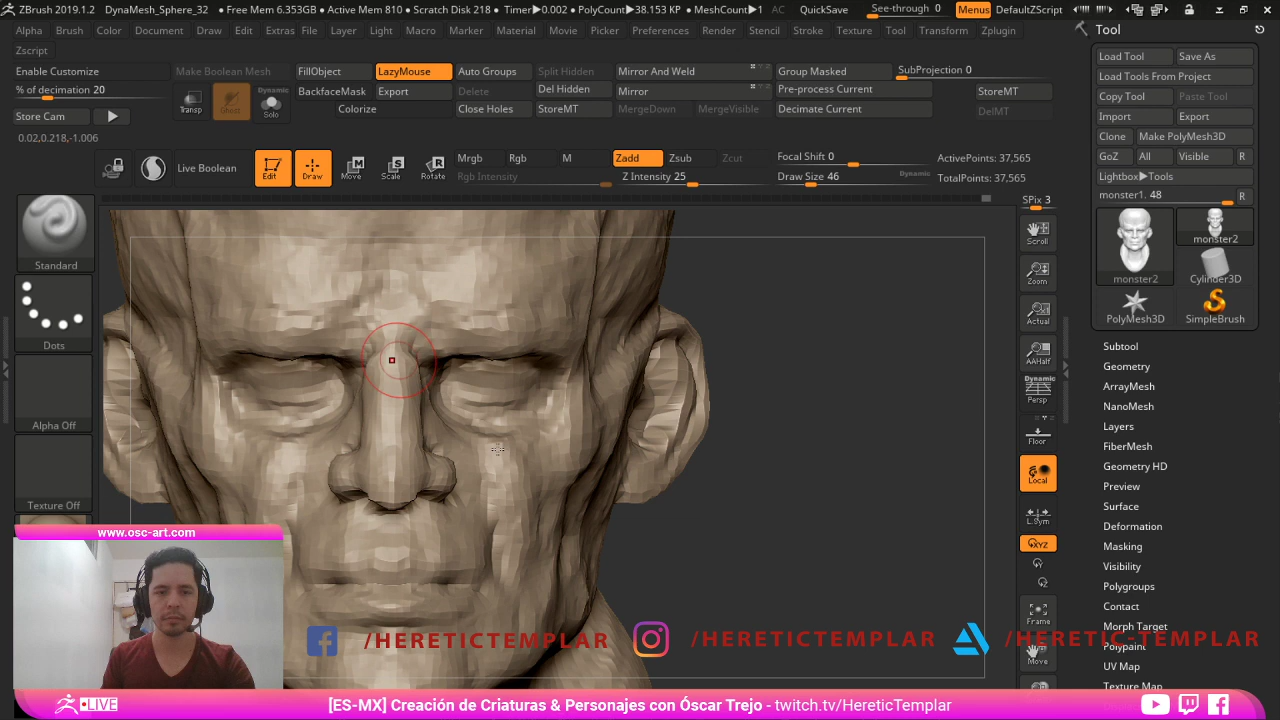 ZBrush 2019.1.2 DynaMesh_Sphere_32 • Free Memory 6.353GB • Active Memory 810 • Scratch Disk 218 • Timer▶0.002 • PolyCount▶38.153 KP • MeshCount▶1 AC QuickSave See-through 0 Menus DefaultZScript
Alpha Brush Color Document Draw Edit Extras File Layer Light Macro Marker Material Movie Picker Preferences Render Stencil Stroke Texture Tool Transform Zplugin
Zscript
Enable Customize Make Boolean Mesh FillObject LazyMouse Auto Groups Split Hidden Mirror And Weld Group Masked SubProjection 0
% of decimation 20 Transp Ghost Dynamic Solo BackfaceMask Export Delete Del Hidden Mirror Pre-process Current StoreMT
Store Cam Colorize Close Holes StoreMT MergeDown MergeVisible Decimate Current DelMT
0.02,0.218,-1.006
Live Boolean Edit Draw Move Scale Rotate Mrgb Rgb M Zadd Zsub Zcut Focal Shift 0 ActivePoints: 37,565
Rgb Intensity Z Intensity 25 Draw Size 46 Dynamic TotalPoints: 37,565
Standard
Dots
Alpha Off
Texture Off
SPix 3
Scroll
Zoom
Actual
AAHalf
Dynamic
Persp
Floor
Local
L.Sym
XYZ
Frame
Move
Tool
Load Tool Save As
Load Tools From Project
Copy Tool Paste Tool
Import Export
Clone Make PolyMesh3D
GoZ All Visible R
Lightbox▶Tools
monster1. 48 R
monster2
monster2 Cylinder3D
PolyMesh3D SimpleBrush
Subtool
Geometry
ArrayMesh
NanoMesh
Layers
FiberMesh
Geometry HD
Preview
Surface
Deformation
Masking
Visibility
Polygroups
Contact
Morph Target
Polypaint
UV Map
Texture Map
www.osc-art.com
/HERETICTEMPLAR /HERETICTEMPLAR /HERETIC-TEMPLAR
LIVE [ES-MX] Creación de Criaturas & Personajes con Óscar Trejo - twitch.tv/HereticTemplar